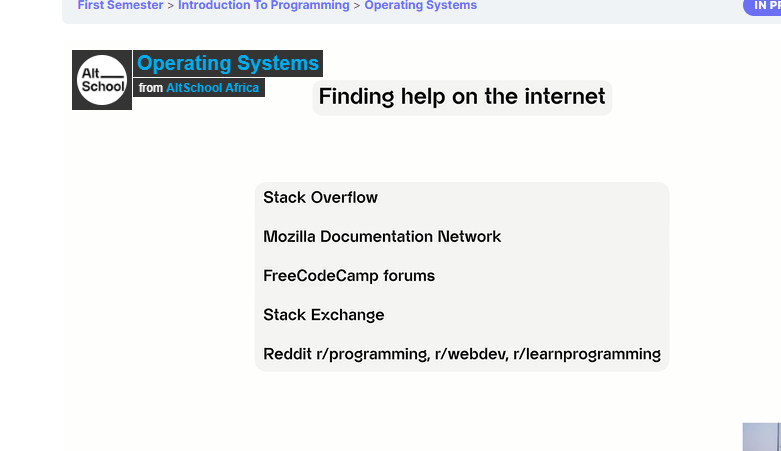 First Semester > Introduction To Programming > Operating Systems
IN
Alt
School
Operating Systems
from AltSchool Africa
Finding help on the internet
Stack Overflow
Mozilla Documentation Network
FreeCodeCamp forums
Stack Exchange
Reddit r/programming, r/webdev, r/learnprogramming